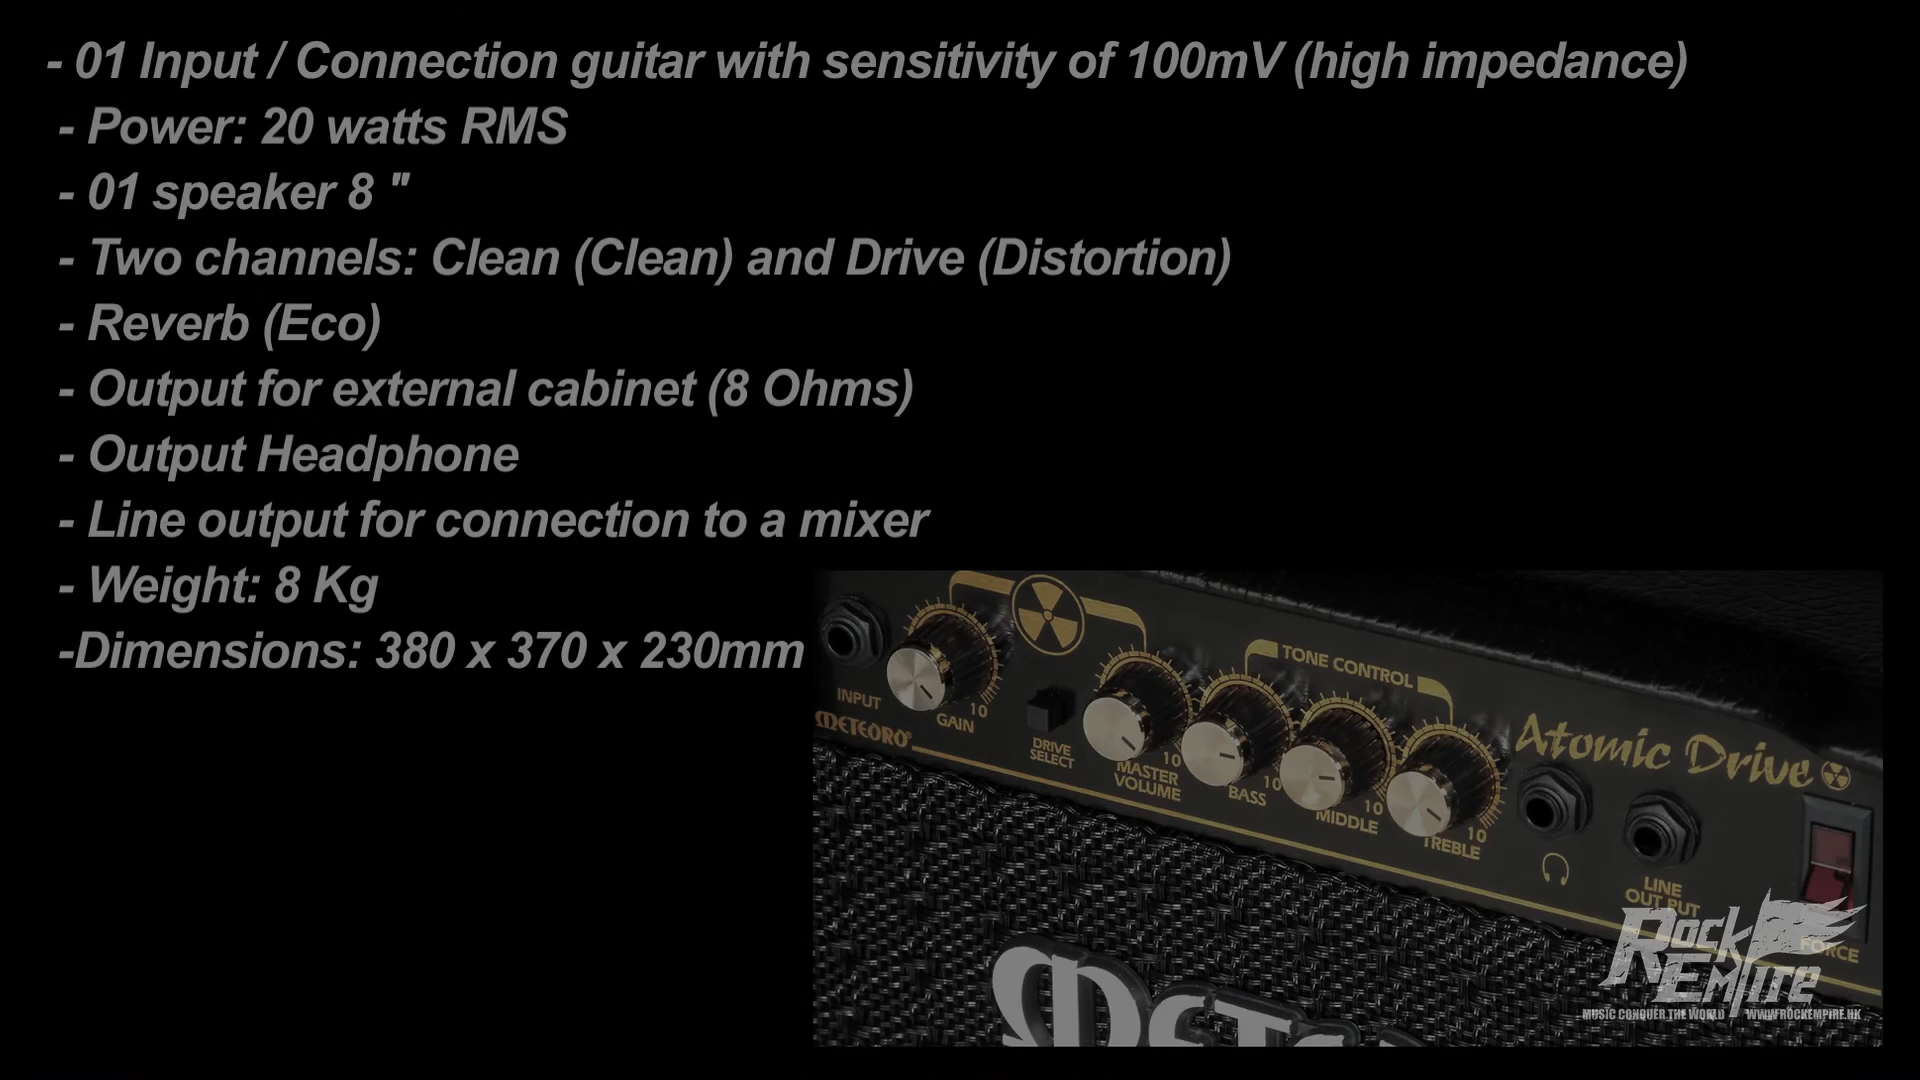 - 01 Input / Connection guitar with sensitivity of 100mV (high impedance)
- Power: 20 watts RMS
- 01 speaker 8 "
- Two channels: Clean (Clean) and Drive (Distortion)
- Reverb (Eco)
- Output for external cabinet (8 Ohms)
- Output Headphone
- Line output for connection to a mixer
- Weight: 8 Kg
-Dimensions: 380 x 370 x 230mm
TONE CONTROL
INPUT
10
GAIN
METEORO
DRIVE
SELECT
10
MASTER
VOLUME
10
BASS
10
MIDDLE
10
TREBLE
Atomic Drive
LINE
OUT PUT
FORCE
ROCK
EMPIRE
MUSIC CONQUER THE WORLD WWW.ROCKEMPIRE.HK